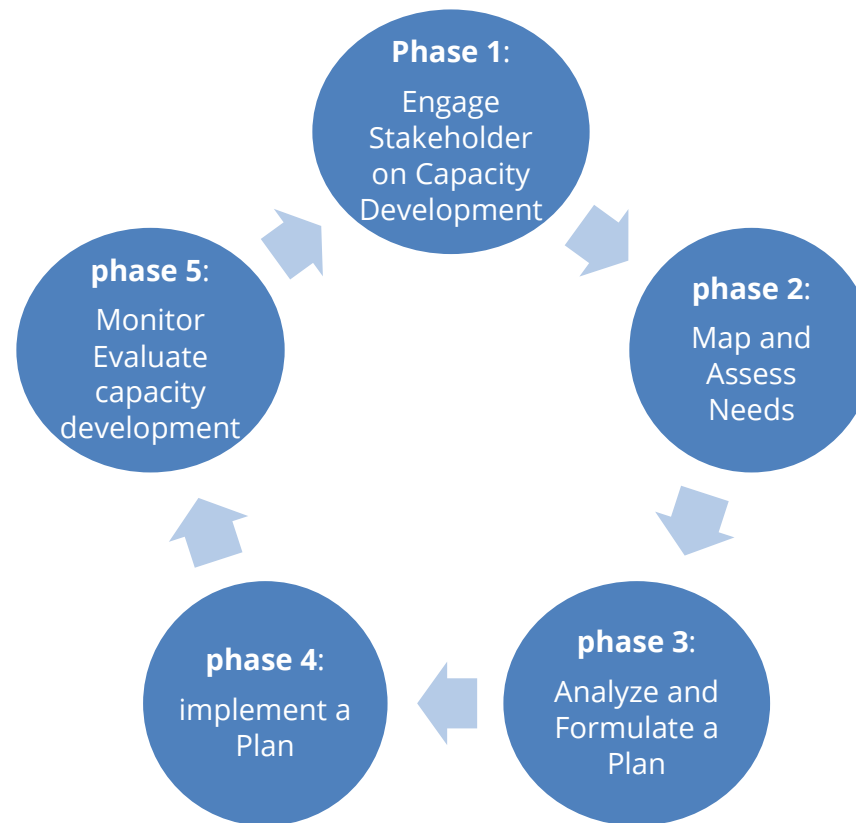 Phase 1:
Engage
Stakeholder
on Capacity
Development
phase 2:
Map and
Assess
Needs
phase 3:
Analyze and
Formulate a
Plan
phase 4:
implement a
Plan
phase 5:
Monitor
Evaluate
capacity
development